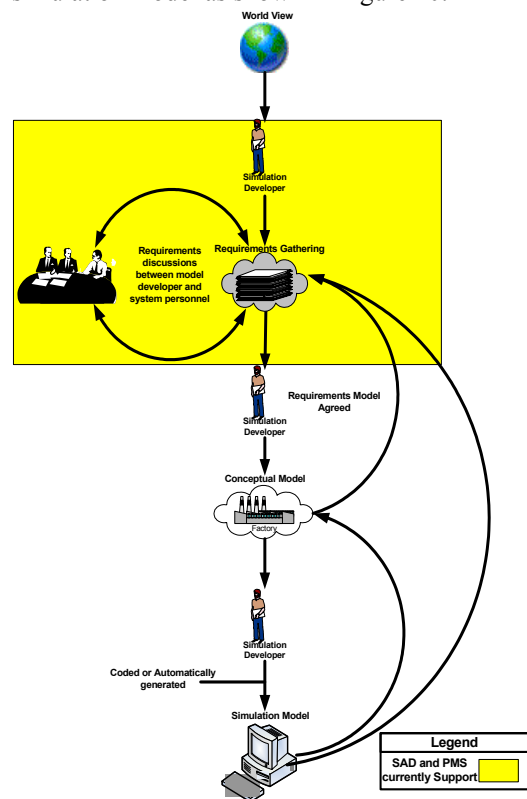 World View
Simulation
Developer
Requirements Gathering
Requirements
discussions
between model
developer and
system personnel
Requirements Model
Agreed
Simulation
Developer
Conceptual Model
Factory
Simulation
Developer
Coded or Automatically
generated
Simulation Model
Legend
SAD and PMS
currently Support